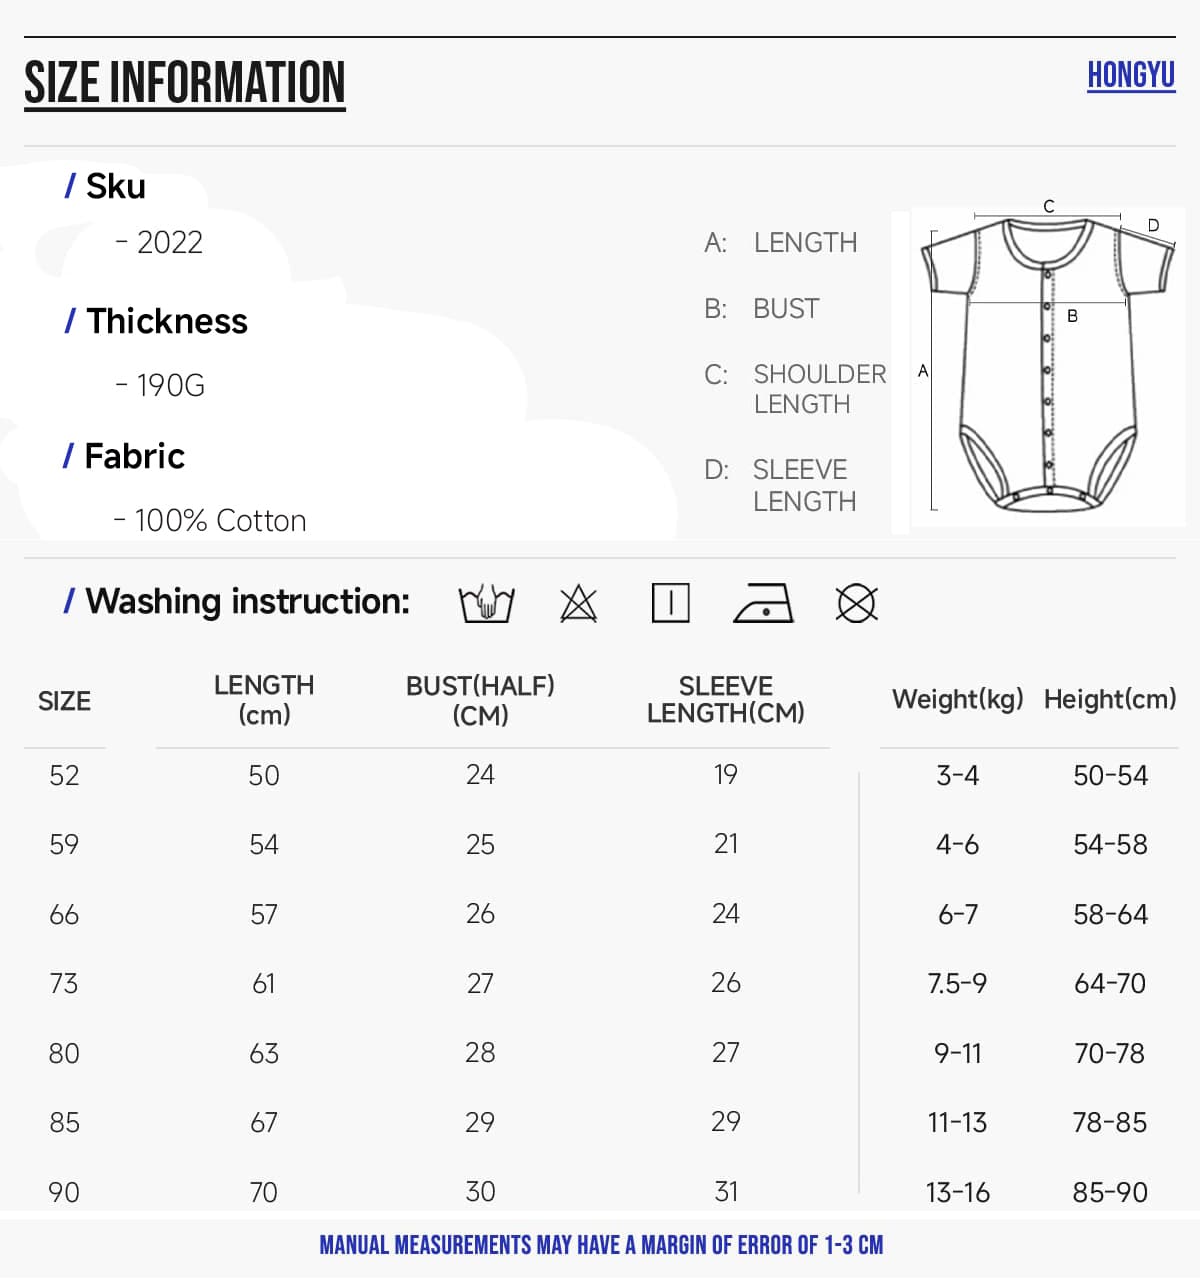 SIZE INFORMATION
HONGYU
/ Sku
- 2022
/ Thickness
- 190G
/ Fabric
- 100% Cotton
A: LENGTH
B: BUST
C: SHOULDER
LENGTH
D: SLEEVE
LENGTH
C
D
B
A
/ Washing instruction:
SIZE LENGTH (cm) BUST(HALF) (CM) SLEEVE LENGTH(CM) Weight(kg) Height(cm)
52 50 24 19 3-4 50-54
59 54 25 21 4-6 54-58
66 57 26 24 6-7 58-64
73 61 27 26 7.5-9 64-70
80 63 28 27 9-11 70-78
85 67 29 29 11-13 78-85
90 70 30 31 13-16 85-90
MANUAL MEASUREMENTS MAY HAVE A MARGIN OF ERROR OF 1-3 CM